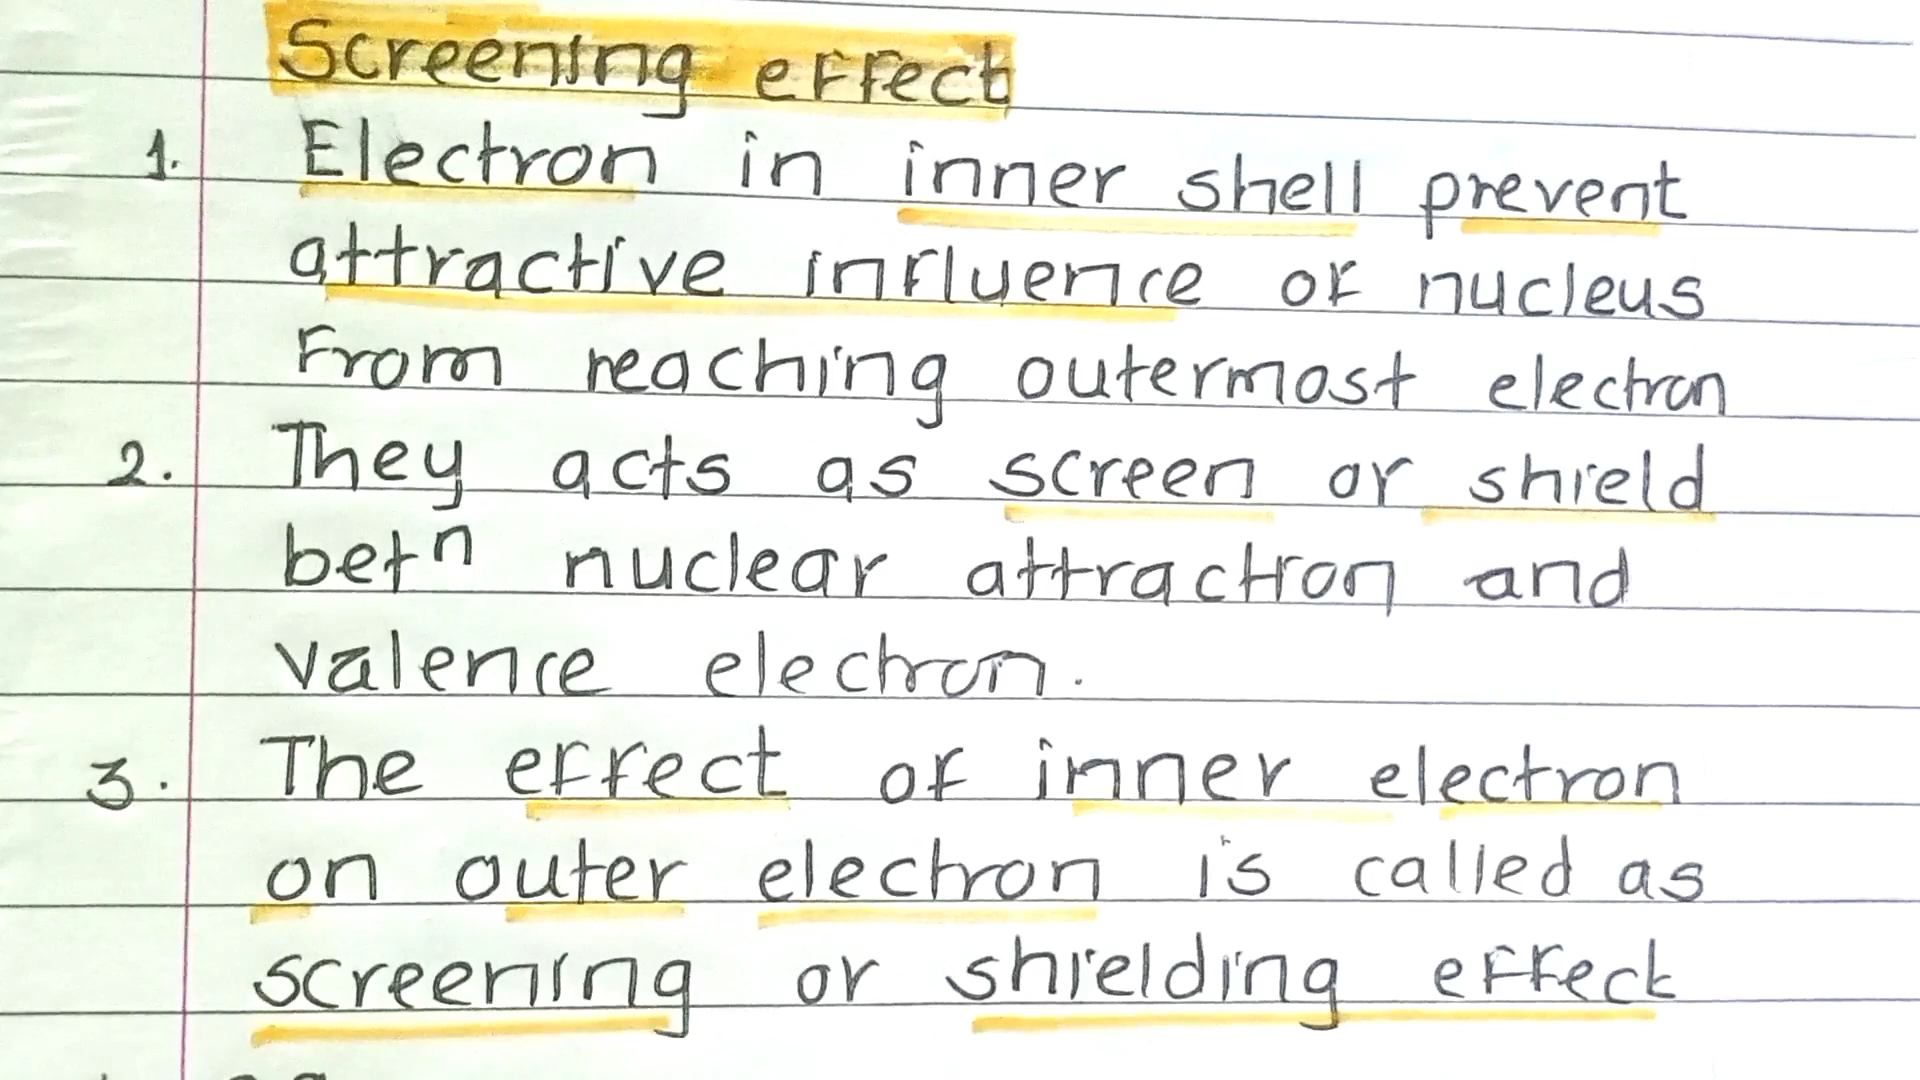 Screening effect
1. Electron in inner shell prevent
attractive influence of nucleus
From reaching outermost electron
2. They acts as screen or shield
betⁿ nuclear attraction and
valence electron.
3. The effect of inner electron
on outer electron is called as
screening or shielding effect